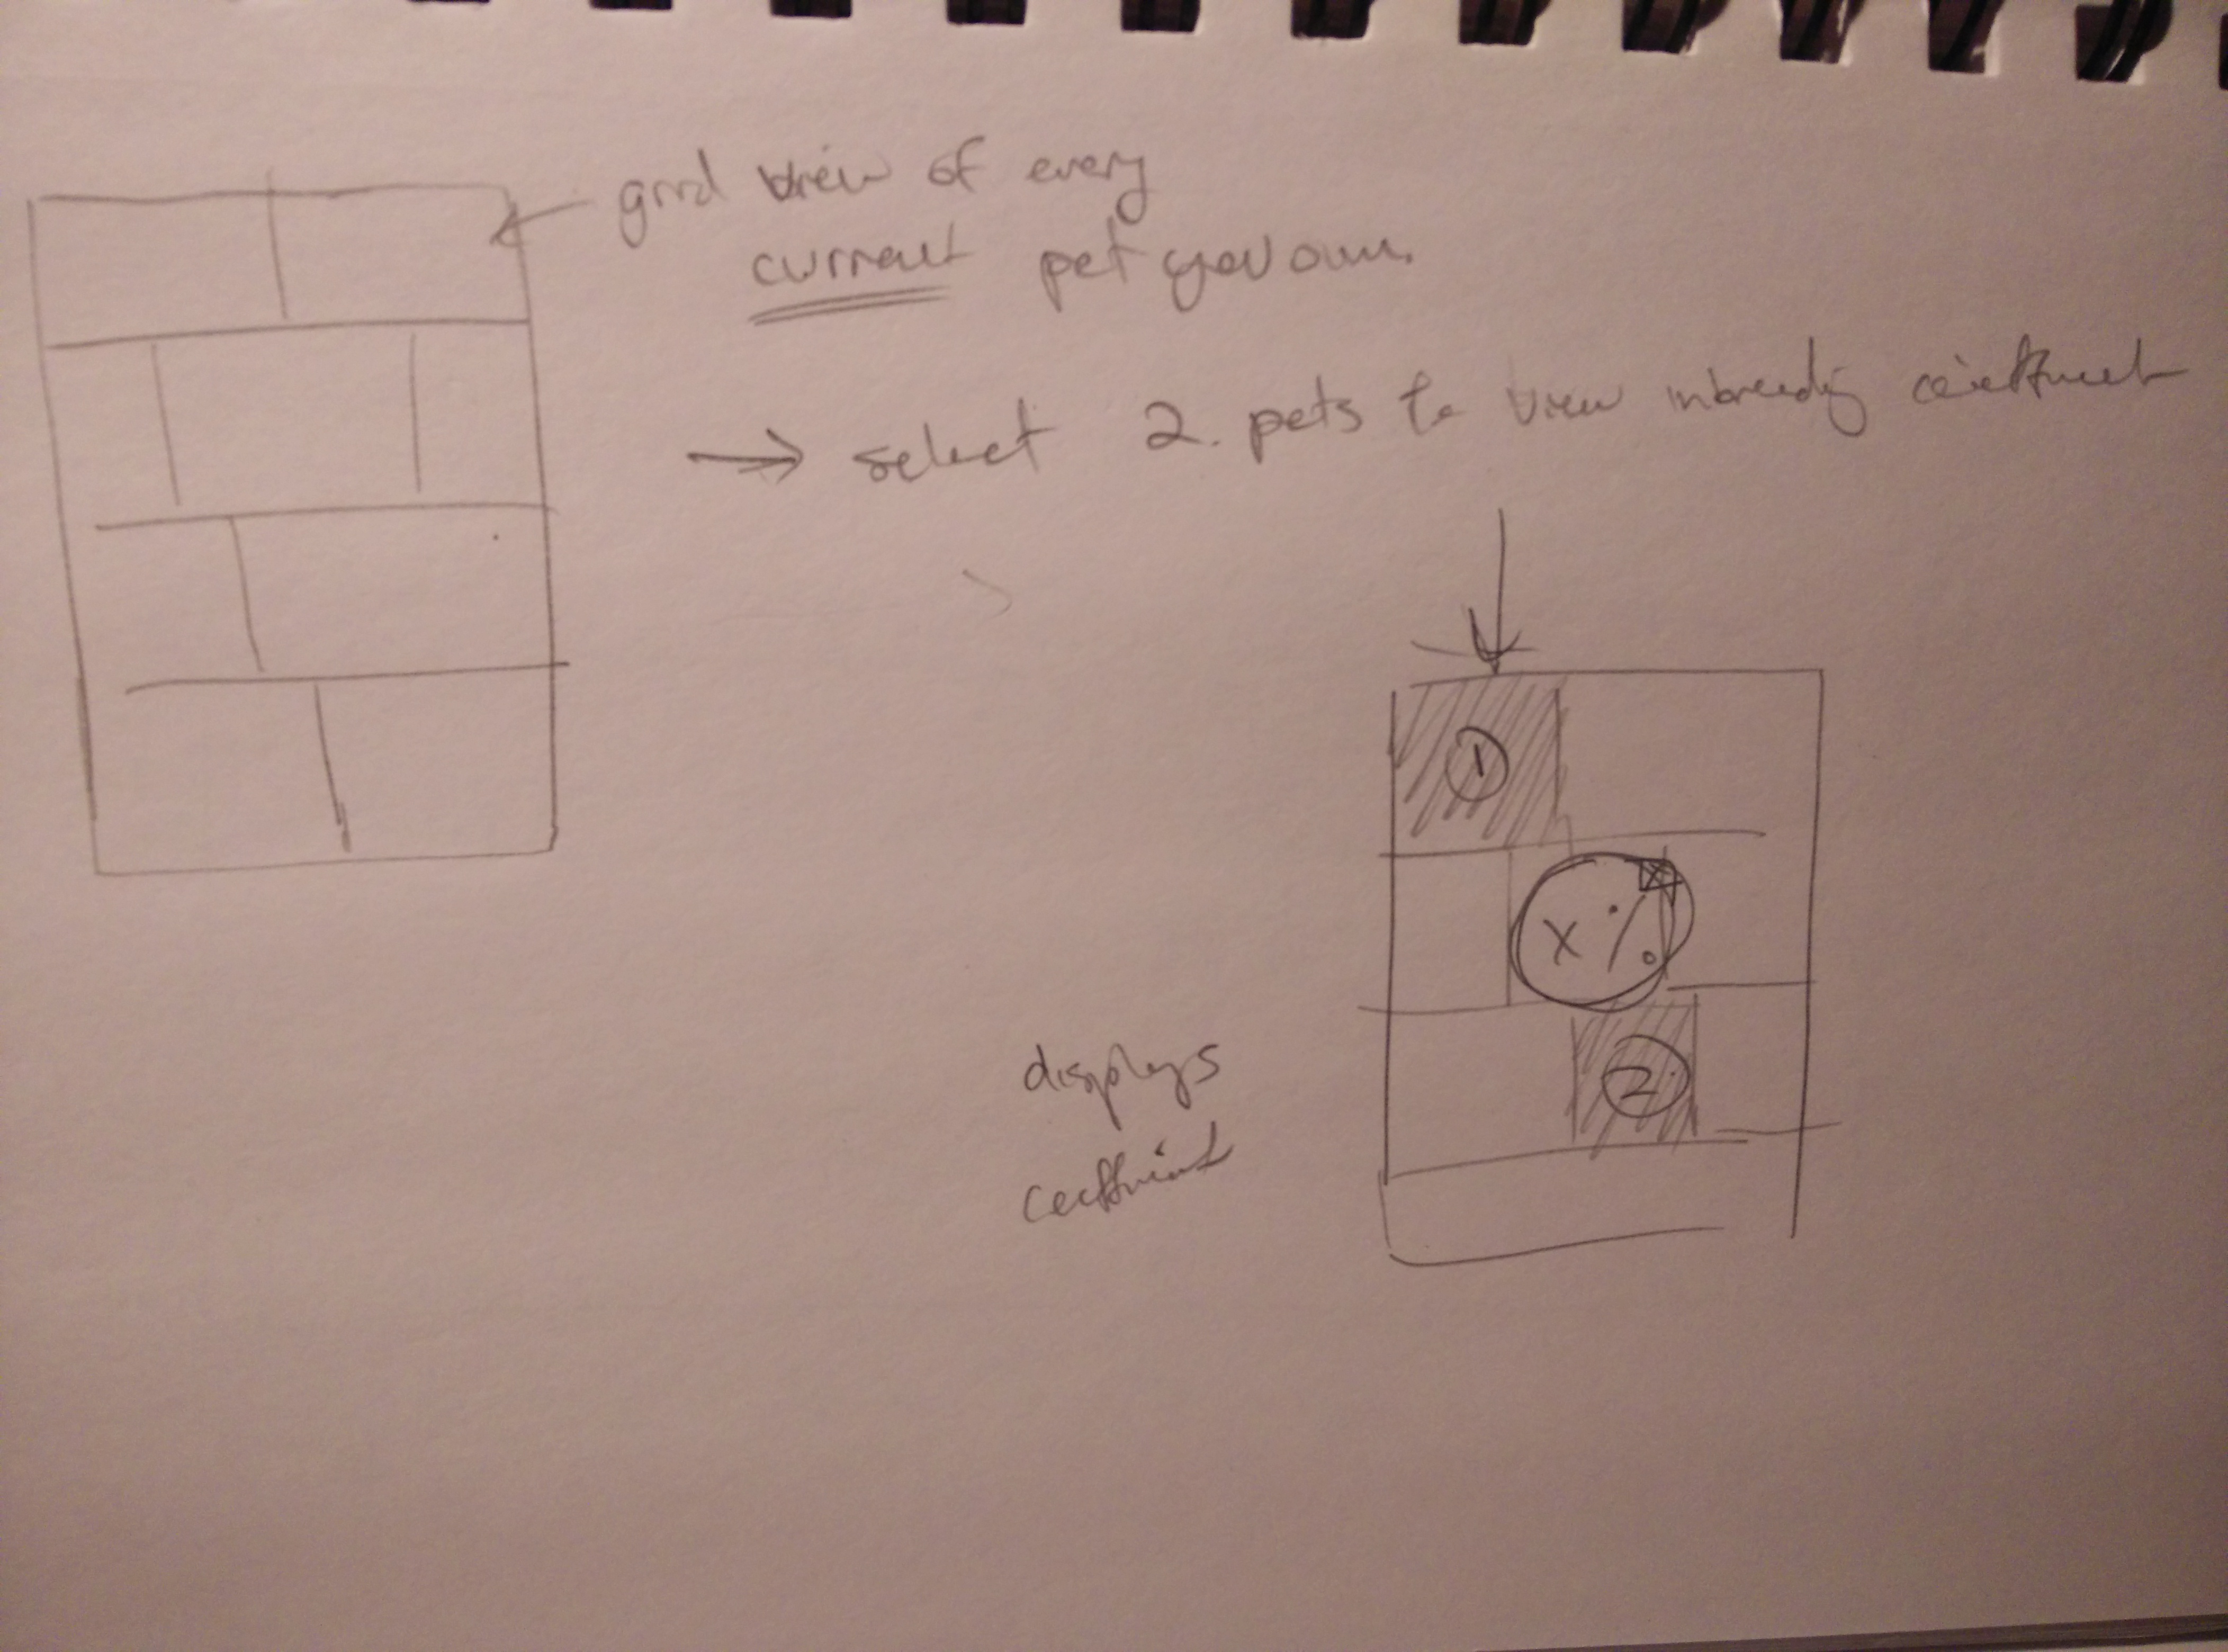 grid view of every
current pet you own.
→ select 2 pets to view inbreeding coefficient
1
X %
2
displays
coefficient